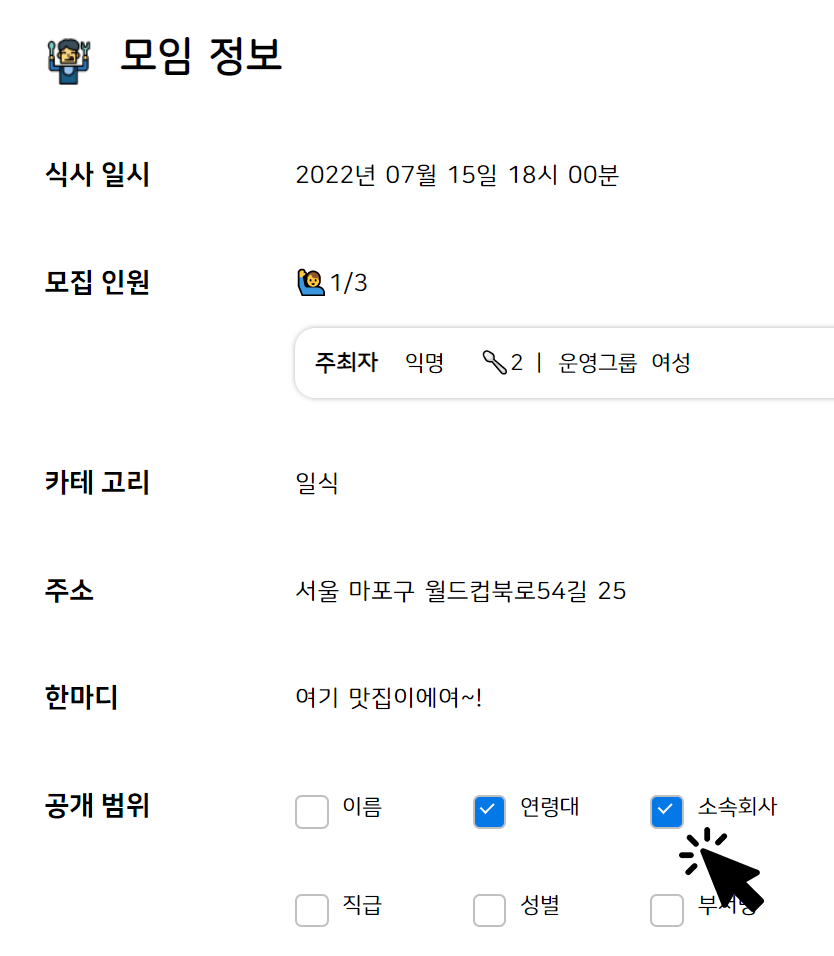 모임 정보
식사 일시 2022년 07월 15일 18시 00분
모집 인원 1/3
주최자 익명 2 | 운영그룹 여성
카테 고리 일식
주소 서울 마포구 월드컵북로54길 25
한마디 여기 맛집이에여~!
공개 범위 이름 연령대 소속회사
직급 성별